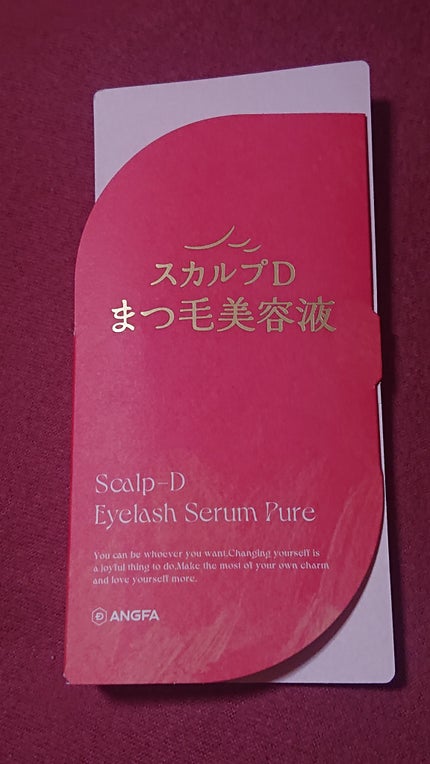 スカルプD
まつ毛美容液
Scalp-D
Eyelash Serum Pure
You can be whoever you want.Changing yourself is
a joyful thing to do.Make the most of your own charm
and love yourself more.
ANGFA